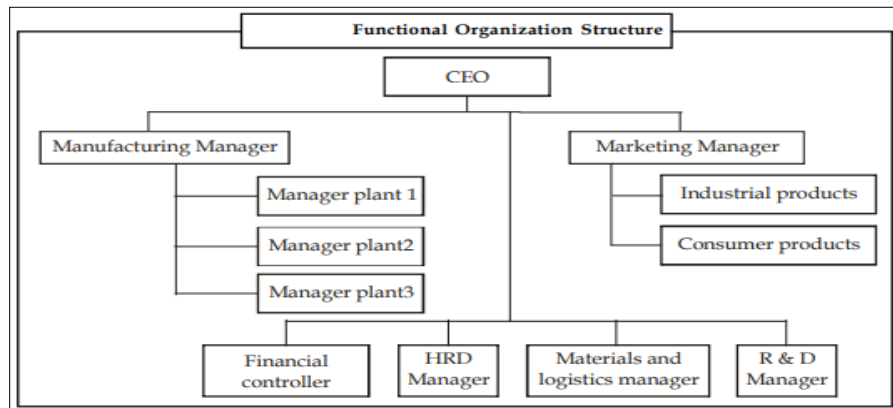 Functional Organization Structure
CEO
Manufacturing Manager
Marketing Manager
Manager plant 1
Manager plant2
Manager plant3
Industrial products
Consumer products
Financial
controller
HRD
Manager
Materials and
logistics manager
R & D
Manager